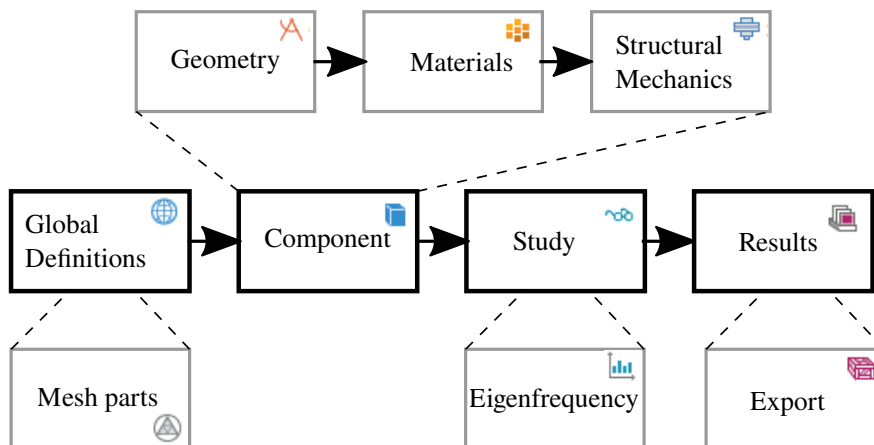 Geometry
Materials
Structural
Mechanics
Global
Definitions
Component
Study
Results
Mesh parts
Eigenfrequency
Export